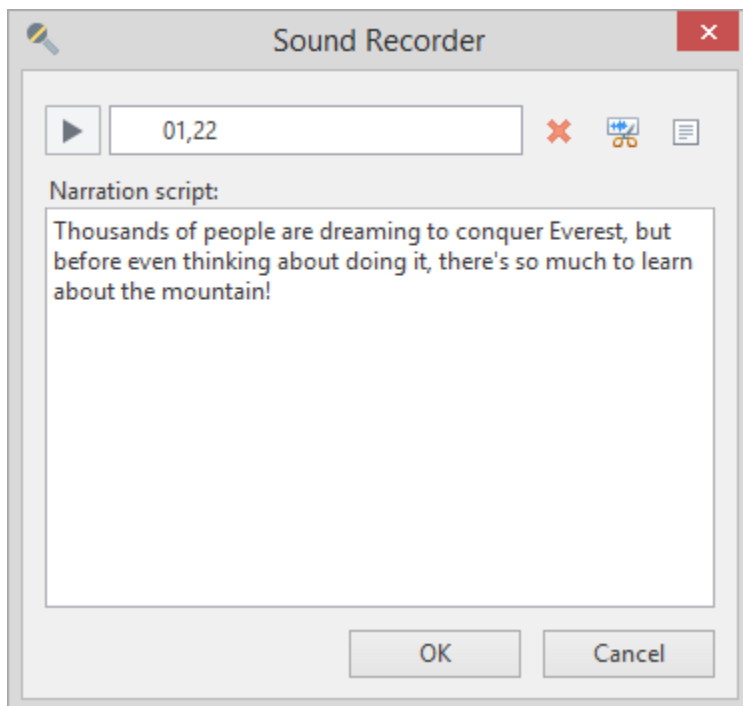 Sound Recorder
01,22
Narration script:
Thousands of people are dreaming to conquer Everest, but
before even thinking about doing it, there's so much to learn
about the mountain!
OK
Cancel